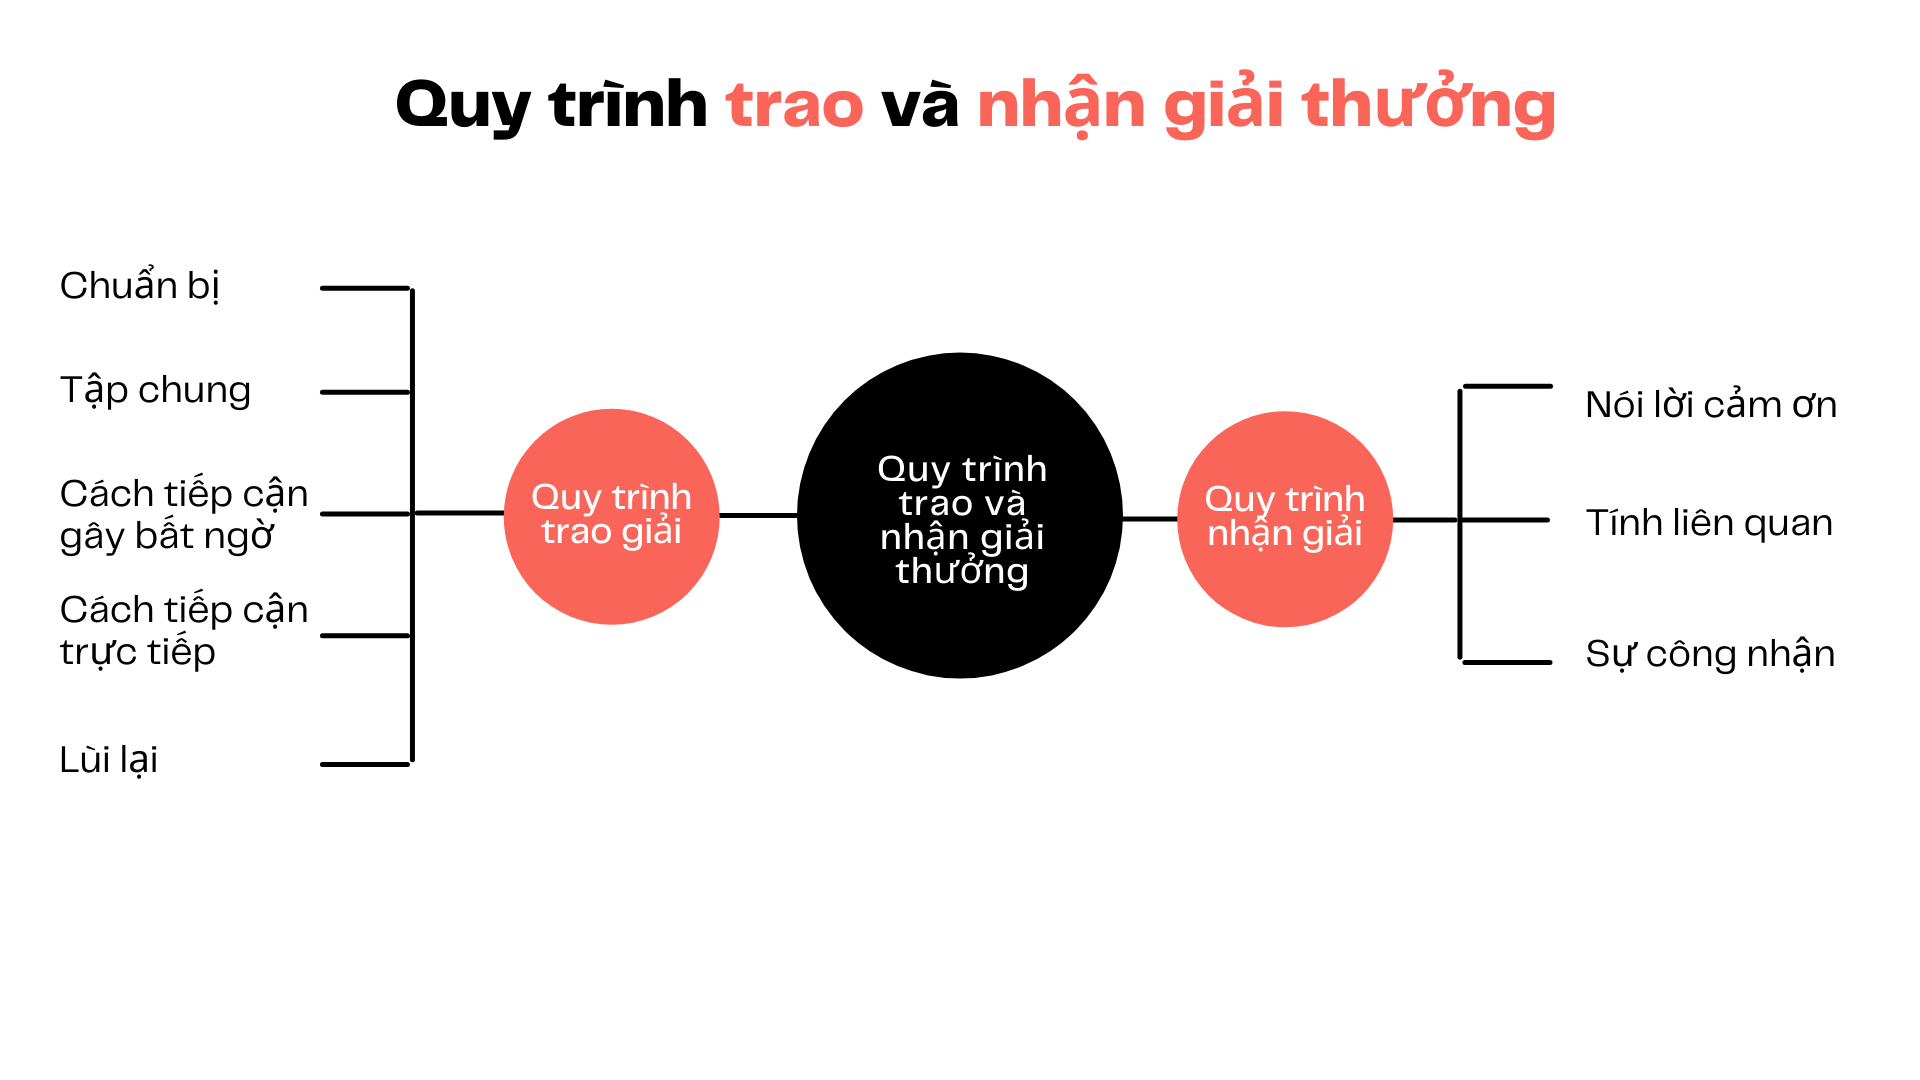 Quy trình trao và nhận giải thưởng
Chuẩn bị
Tập chung
Cách tiếp cận
gây bất ngờ
Cách tiếp cận
trực tiếp
Lùi lại
Quy trình
trao giải
Quy trình
trao và
nhận giải
thưởng
Quy trình
nhận giải
Nói lời cảm ơn
Tính liên quan
Sự công nhận